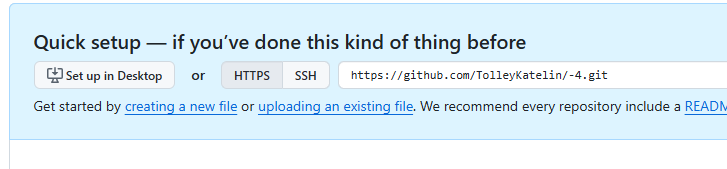 Quick setup — if you've done this kind of thing before
Set up in Desktop or HTTPS SSH https://github.com/TolleyKatelin/-4.git
Get started by creating a new file or uploading an existing file. We recommend every repository include a READM